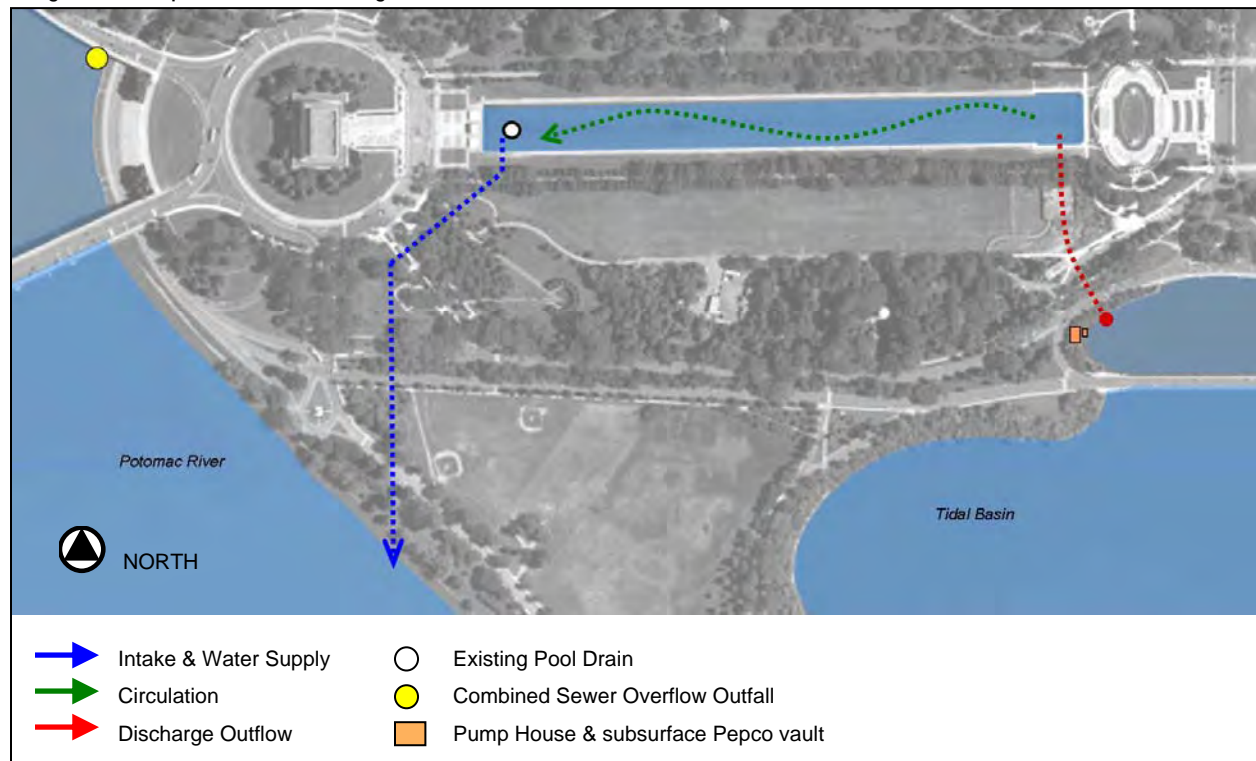 Potomac River
Tidal Basin
NORTH
Intake & Water Supply
Existing Pool Drain
Circulation
Combined Sewer Overflow Outfall
Discharge Outflow
Pump House & subsurface Pepco vault